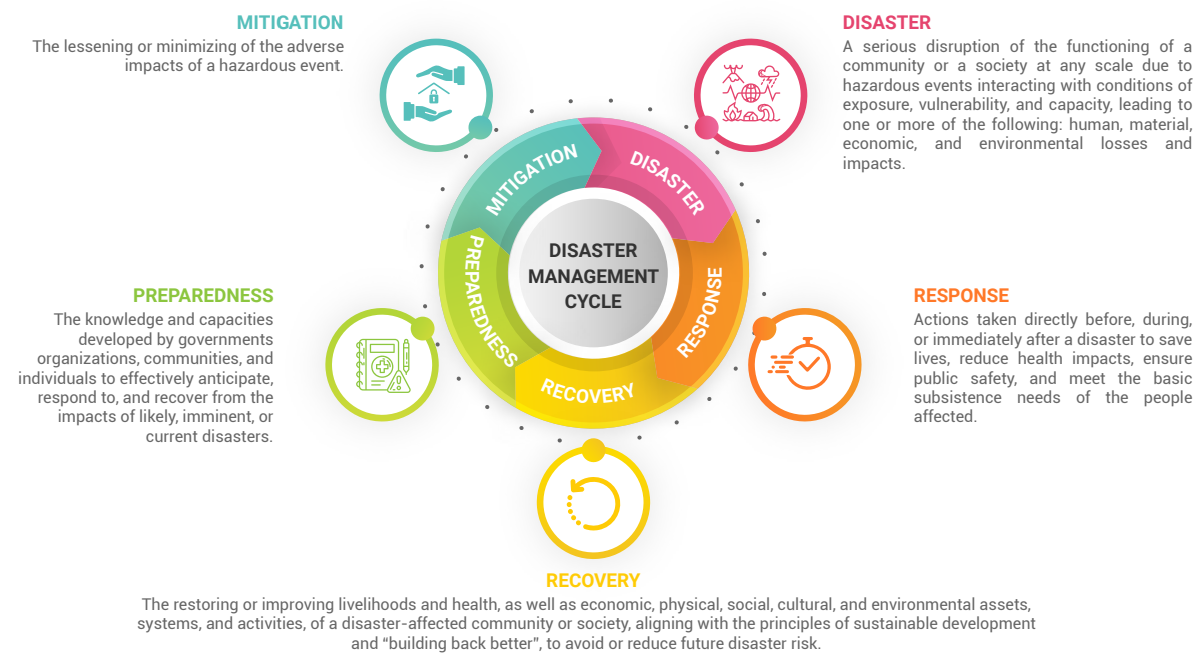 MITIGATION
The lessening or minimizing of the adverse
impacts of a hazardous event.
DISASTER
A serious disruption of the functioning of a
community or a society at any scale due to
hazardous events interacting with conditions of
exposure, vulnerability, and capacity, leading to
one or more of the following: human, material,
economic, and environmental losses and
impacts.
MITIGATION
DISASTER
PREPAREDNESS
RESPONSE
RECOVERY
DISASTER
MANAGEMENT
CYCLE
PREPAREDNESS
The knowledge and capacities
developed by governments
organizations, communities, and
individuals to effectively anticipate,
respond to, and recover from the
impacts of likely, imminent, or
current disasters.
RESPONSE
Actions taken directly before, during,
or immediately after a disaster to save
lives, reduce health impacts, ensure
public safety, and meet the basic
subsistence needs of the people
affected.
RECOVERY
The restoring or improving livelihoods and health, as well as economic, physical, social, cultural, and environmental assets,
systems, and activities, of a disaster-affected community or society, aligning with the principles of sustainable development
and “building back better”, to avoid or reduce future disaster risk.